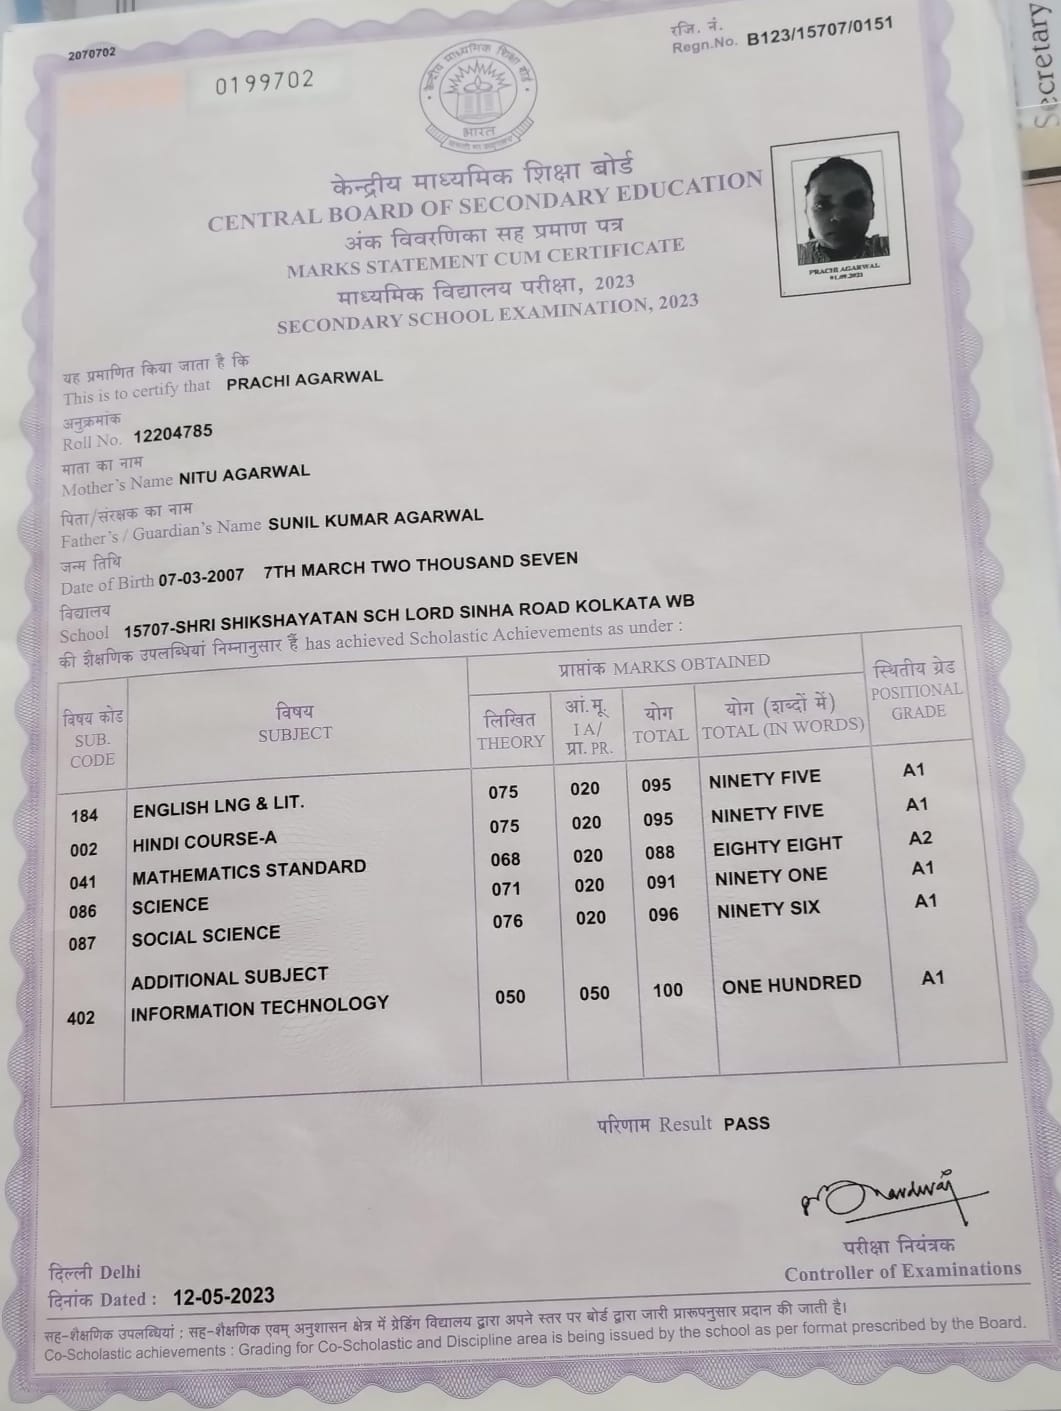 2070702
रजि. नं.
Regn.No. B123/15707/0151
0199702
केन्द्रीय माध्यमिक शिक्षा बोर्ड
भारत
केन्द्रीय माध्यमिक शिक्षा बोर्ड
CENTRAL BOARD OF SECONDARY EDUCATION
अंक विवरणिका सह प्रमाण पत्र
MARKS STATEMENT CUM CERTIFICATE
माध्यमिक विद्यालय परीक्षा, 2023
SECONDARY SCHOOL EXAMINATION, 2023
PRACHI AGARWAL
यह प्रमाणित किया जाता है कि
This is to certify that PRACHI AGARWAL
अनुक्रमांक
Roll No. 12204785
माता का नाम
Mother's Name NITU AGARWAL
पिता/संरक्षक का नाम
Father's / Guardian's Name SUNIL KUMAR AGARWAL
जन्म तिथि
Date of Birth 07-03-2007 7TH MARCH TWO THOUSAND SEVEN
विद्यालय
School 15707-SHRI SHIKSHAYATAN SCH LORD SINHA ROAD KOLKATA WB
की शैक्षणिक उपलब्धियां निम्नानुसार हैं has achieved Scholastic Achievements as under :
विषय कोड
SUB.
CODE
विषय
SUBJECT
प्राप्तांक MARKS OBTAINED
लिखित
THEORY
आं.मू.
I A/
प्रा. PR.
योग
TOTAL
योग (शब्दों में)
TOTAL (IN WORDS)
स्थितीय ग्रेड
POSITIONAL
GRADE
184 ENGLISH LNG & LIT. 075 020 095 NINETY FIVE A1
002 HINDI COURSE-A 075 020 095 NINETY FIVE A1
041 MATHEMATICS STANDARD 068 020 088 EIGHTY EIGHT A2
086 SCIENCE 071 020 091 NINETY ONE A1
087 SOCIAL SCIENCE 076 020 096 NINETY SIX A1
ADDITIONAL SUBJECT
402 INFORMATION TECHNOLOGY 050 050 100 ONE HUNDRED A1
परिणाम Result PASS
परीक्षा नियंत्रक
Controller of Examinations
दिल्ली Delhi
दिनांक Dated : 12-05-2023
सह-शैक्षणिक उपलब्धियां : सह-शैक्षणिक एवम् अनुशासन क्षेत्र में ग्रेडिंग विद्यालय द्वारा अपने स्तर पर बोर्ड द्वारा जारी प्रारूपनुसार प्रदान की जाती है।
Co-Scholastic achievements : Grading for Co-Scholastic and Discipline area is being issued by the school as per format prescribed by the Board.
Secretary